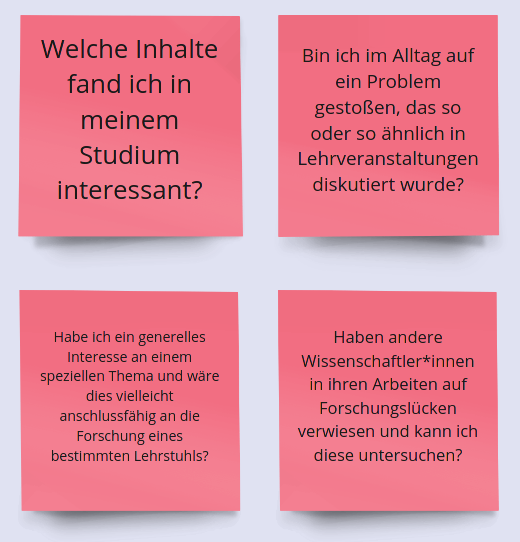 Welche Inhalte
fand ich in
meinem
Studium
interessant?
Bin ich im Alltag auf
ein Problem
gestoßen, das so
oder so ähnlich in
Lehrveranstaltungen
diskutiert wurde?
Habe ich ein generelles
Interesse an einem
speziellen Thema und wäre
dies vielleicht
anschlussfähig an die
Forschung eines
bestimmten Lehrstuhls?
Haben andere
Wissenschaftler*innen
in ihren Arbeiten auf
Forschungslücken
verwiesen und kann ich
diese untersuchen?